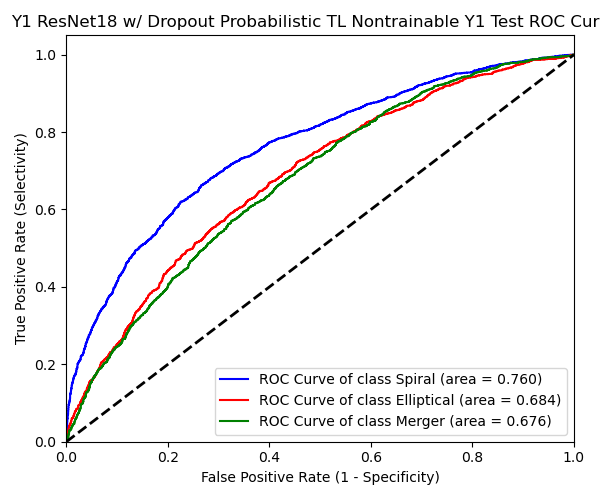 Y1 ResNet18 w/ Dropout Probabilistic TL Nontrainable Y1 Test ROC Cur
1.0
0.8
0.6
0.4
0.2
0.0
True Positive Rate (Selectivity)
ROC Curve of class Spiral (area = 0.760)
ROC Curve of class Elliptical (area = 0.684)
ROC Curve of class Merger (area = 0.676)
0.0 0.2 0.4 0.6 0.8 1.0
False Positive Rate (1 - Specificity)